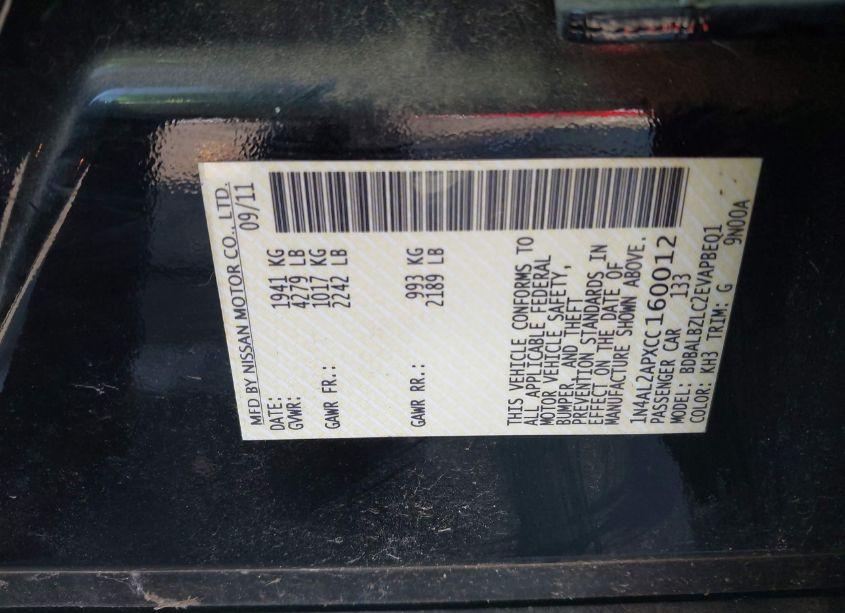 MFD BY NISSAN MOTOR CO., LTD.
DATE: 09/11
GVWR: 1941 KG
4279 LB
GAWR FR.: 1017 KG
2242 LB
GAWR RR.: 993 KG
2189 LB
THIS VEHICLE CONFORMS TO
ALL APPLICABLE FEDERAL
MOTOR VEHICLE SAFETY,
BUMPER, AND THEFT
PREVENTION STANDARDS IN
EFFECT ON THE DATE OF
MANUFACTURE SHOWN ABOVE.
1N4AL2APXCC160012
PASSENGER CAR 133
MODEL: BDBALBZLC2EVAPBEQ1
COLOR: KH3 TRIM: G 9N00A